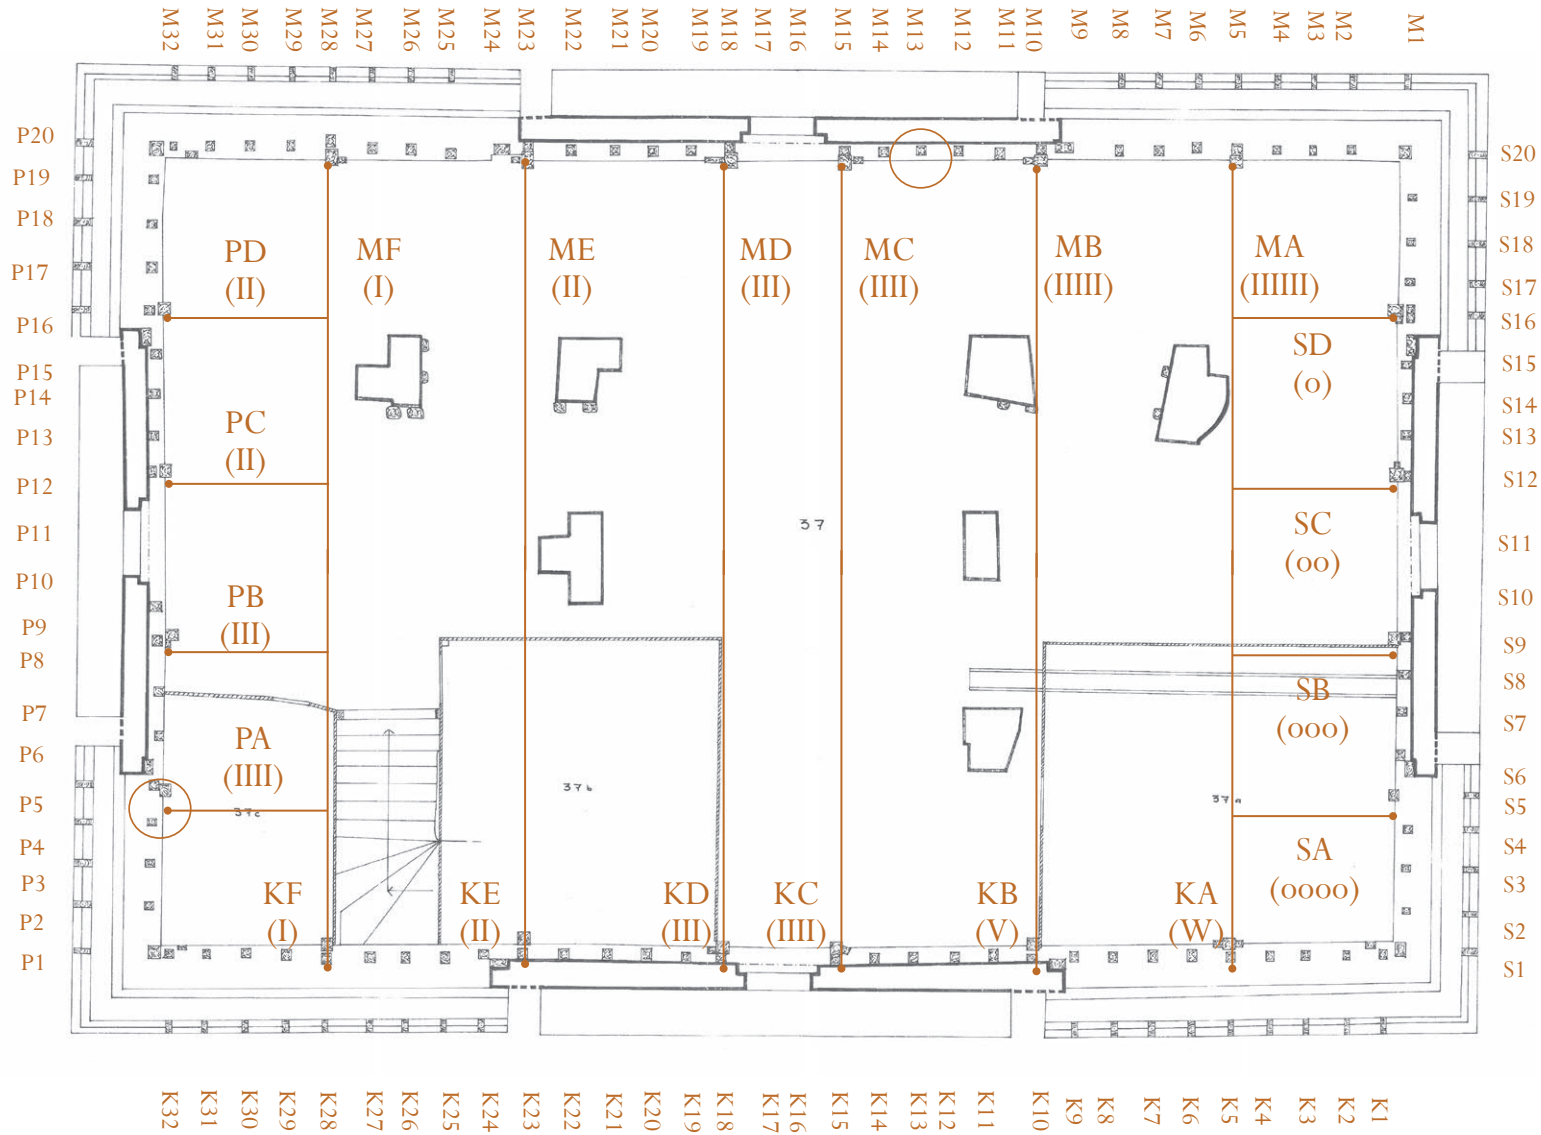 M32 M31 M30 M29 M28 M27 M26 M25 M24 M23 M22 M21 M20 M19 M18 M17 M16 M15 M14 M13 M12 M11 M10 M9 M8 M7 M6 M5 M4 M3 M2 M1
P20
P19
P18
P17
P16
P15
P14
P13
P12
P11
P10
P9
P8
P7
P6
P5
P4
P3
P2
P1
PD
(II)
MF
(I)
ME
(II)
MD
(III)
MC
(IIII)
MB
(IIIII)
MA
(IIIIII)
SD
(o)
PC
(II)
37
SC
(oo)
PB
(III)
SB
(ooo)
PA
(IIII)
37c
37b
37a
SA
(oooo)
KF
(I)
KE
(II)
KD
(III)
KC
(IIII)
KB
(V)
KA
(W)
S20
S19
S18
S17
S16
S15
S14
S13
S12
S11
S10
S9
S8
S7
S6
S5
S4
S3
S2
S1
K32 K31 K30 K29 K28 K27 K26 K25 K24 K23 K22 K21 K20 K19 K18 K17 K16 K15 K14 K13 K12 K11 K10 K9 K8 K7 K6 K5 K4 K3 K2 K1